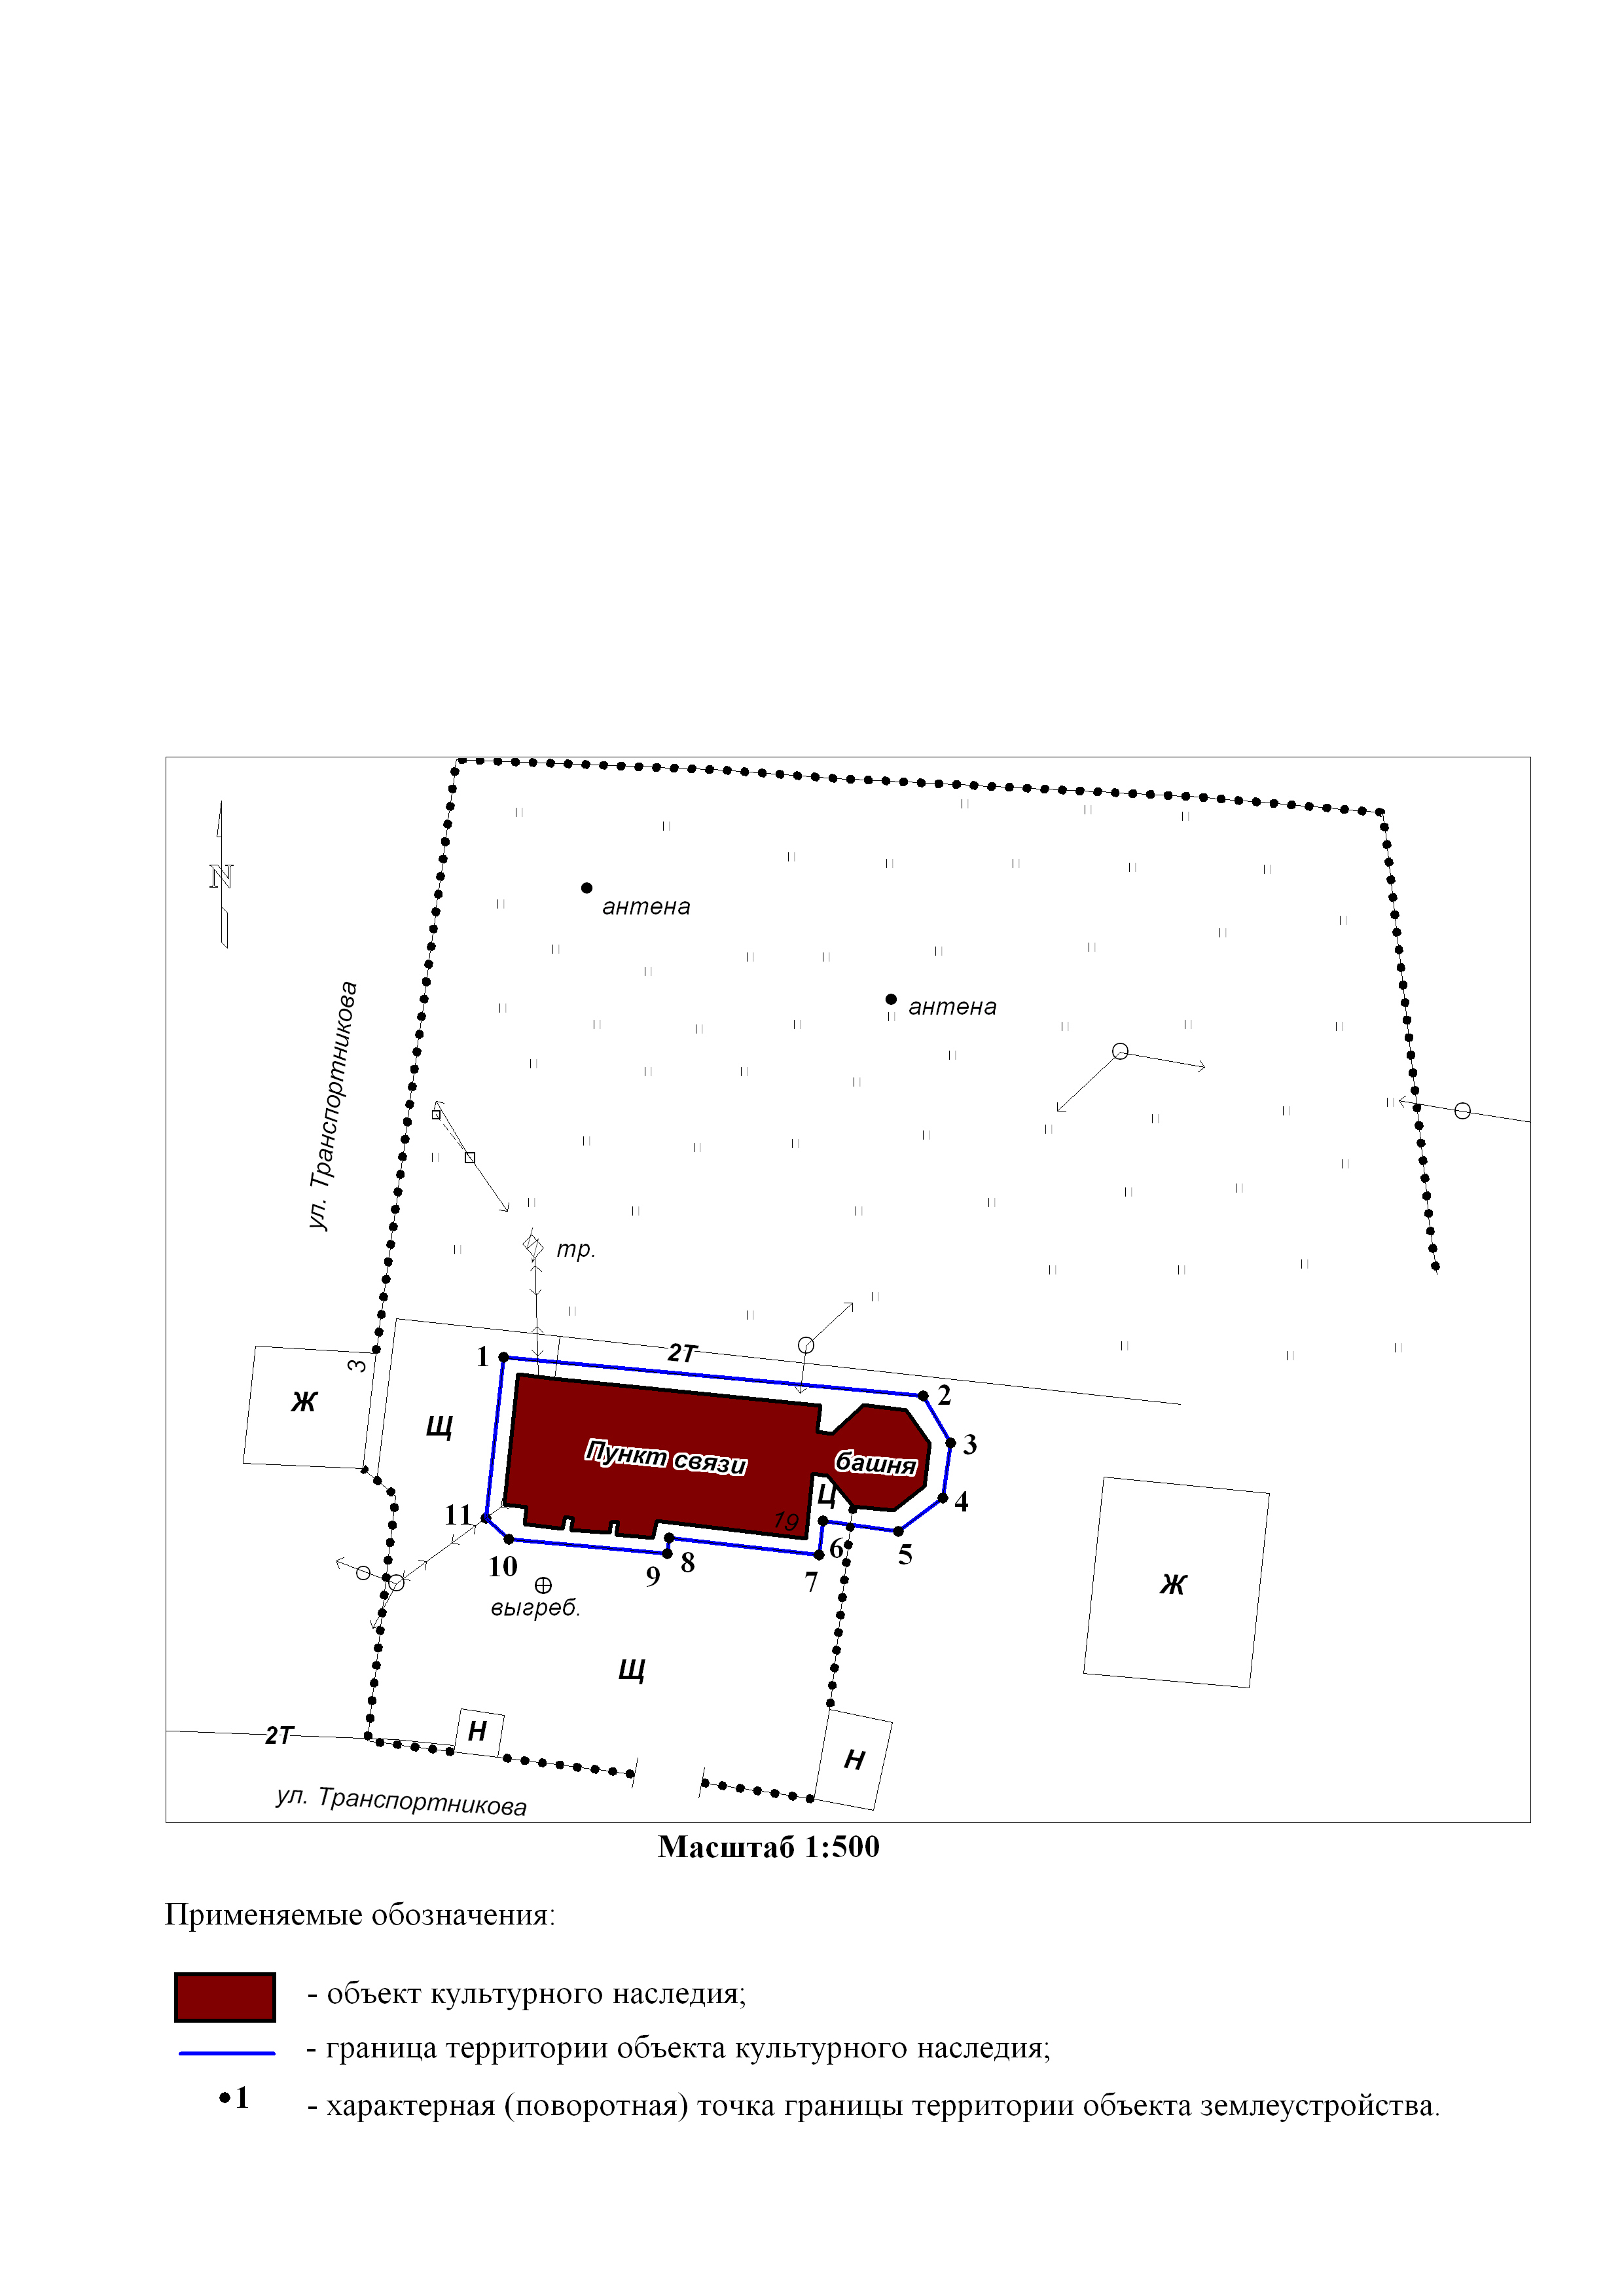 N
антена
антена
ул. Транспортникова
тр.
3
Ж
Щ
1
2Т
2
3
Пункт связи
башня
Ц
4
11
19
6
5
10
9
8
7
выгреб.
Ж
Щ
Н
2Т
Н
ул. Транспортникова
Масштаб 1:500
Применяемые обозначения:
- объект культурного наследия;
- граница территории объекта культурного наследия;
1 - характерная (поворотная) точка границы территории объекта землеустройства.